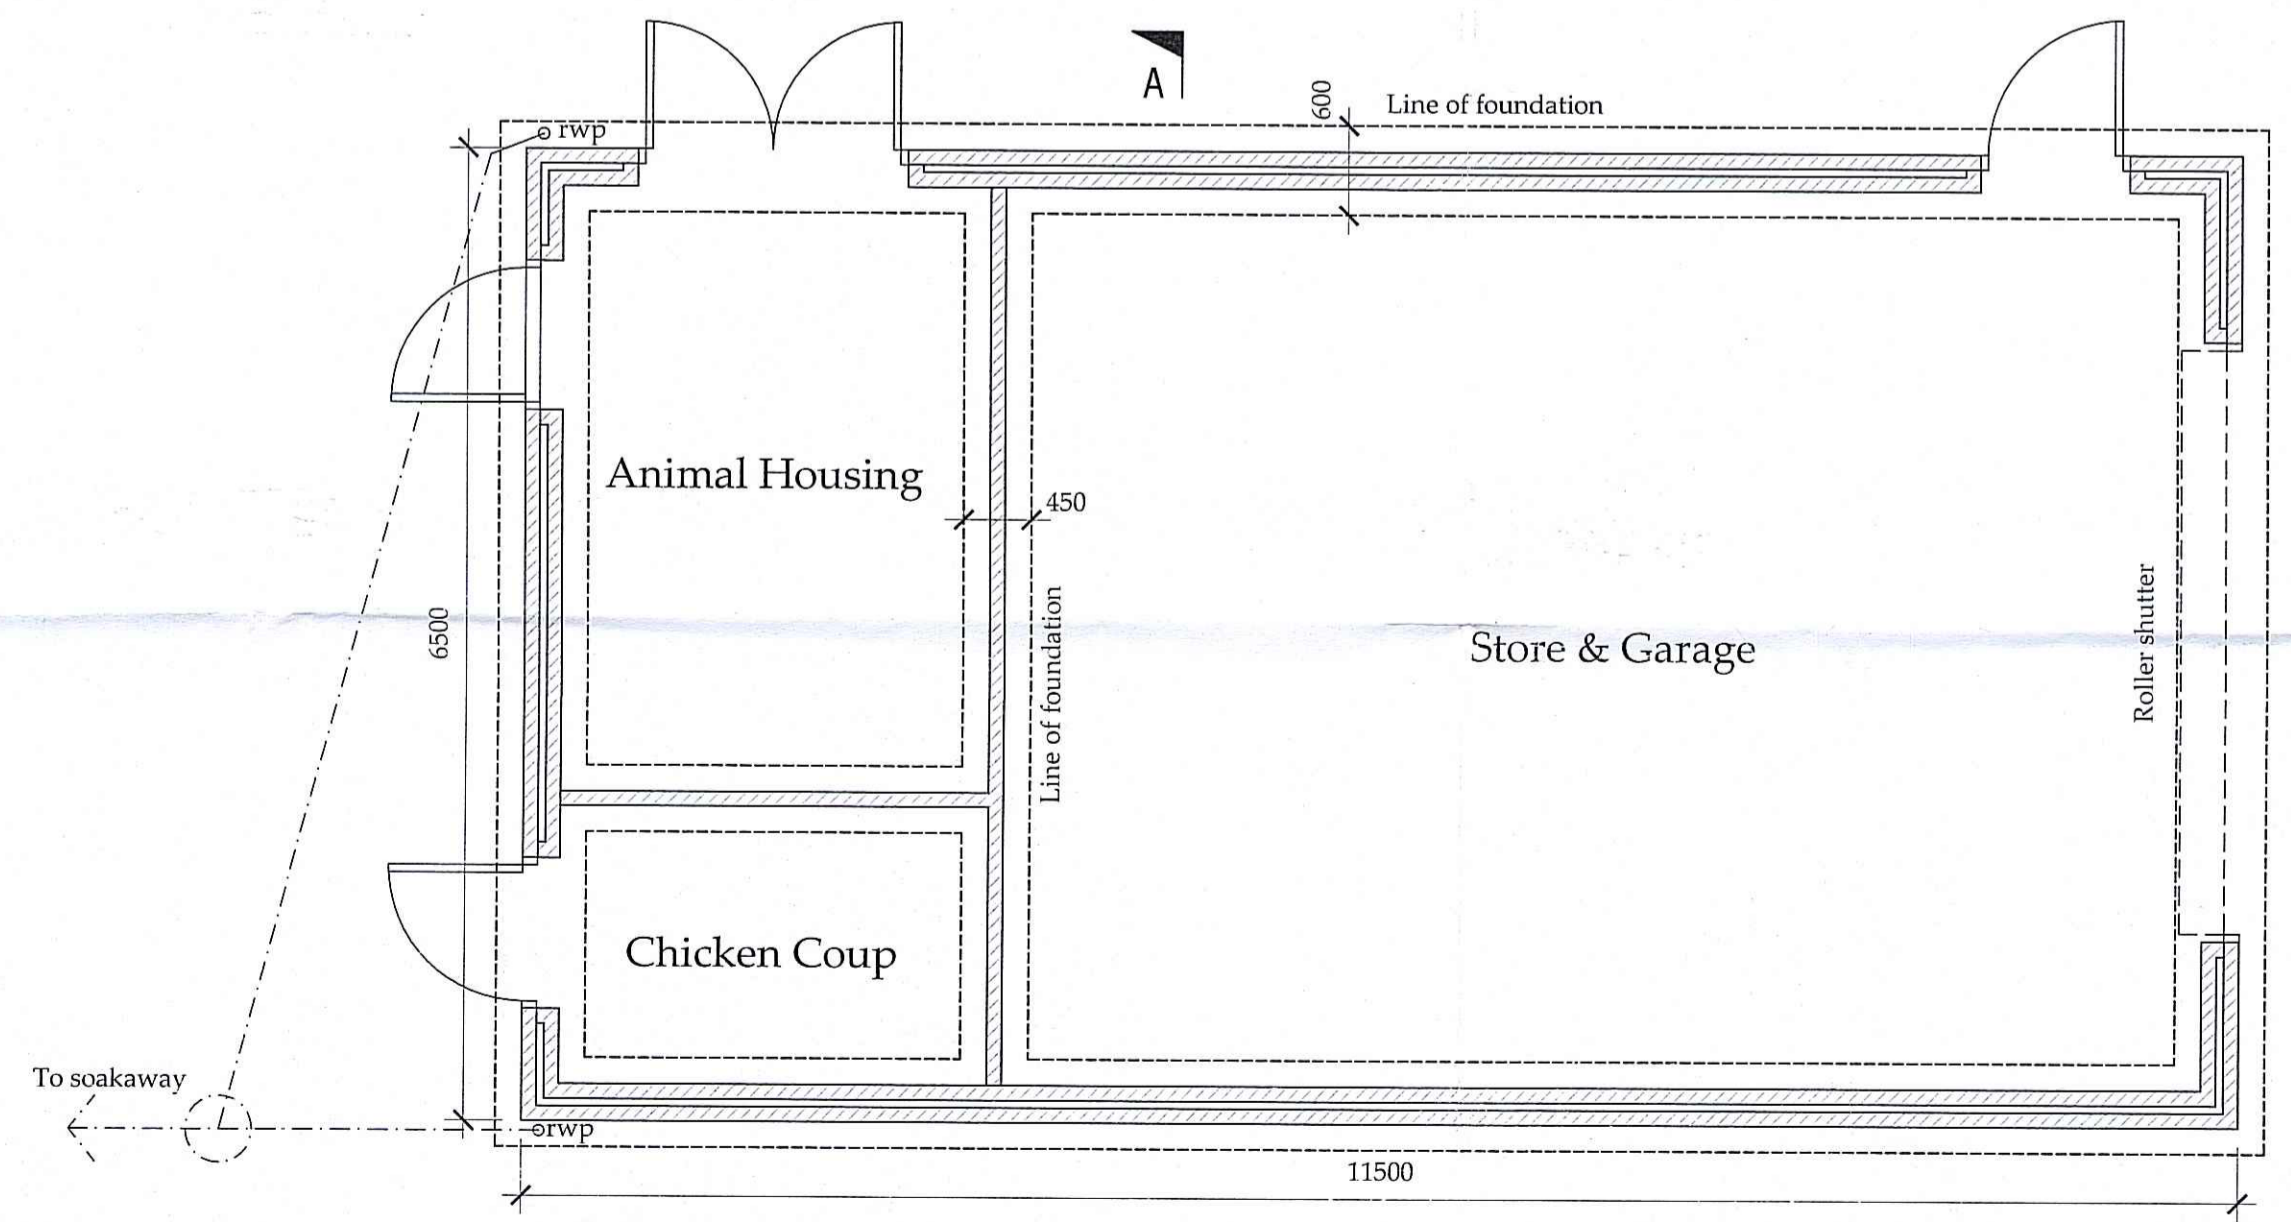 A
600
Line of foundation
rwp
Animal Housing
450
6500
Line of foundation
Store & Garage
Roller shutter
Chicken Coup
To soakaway
rwp
11500